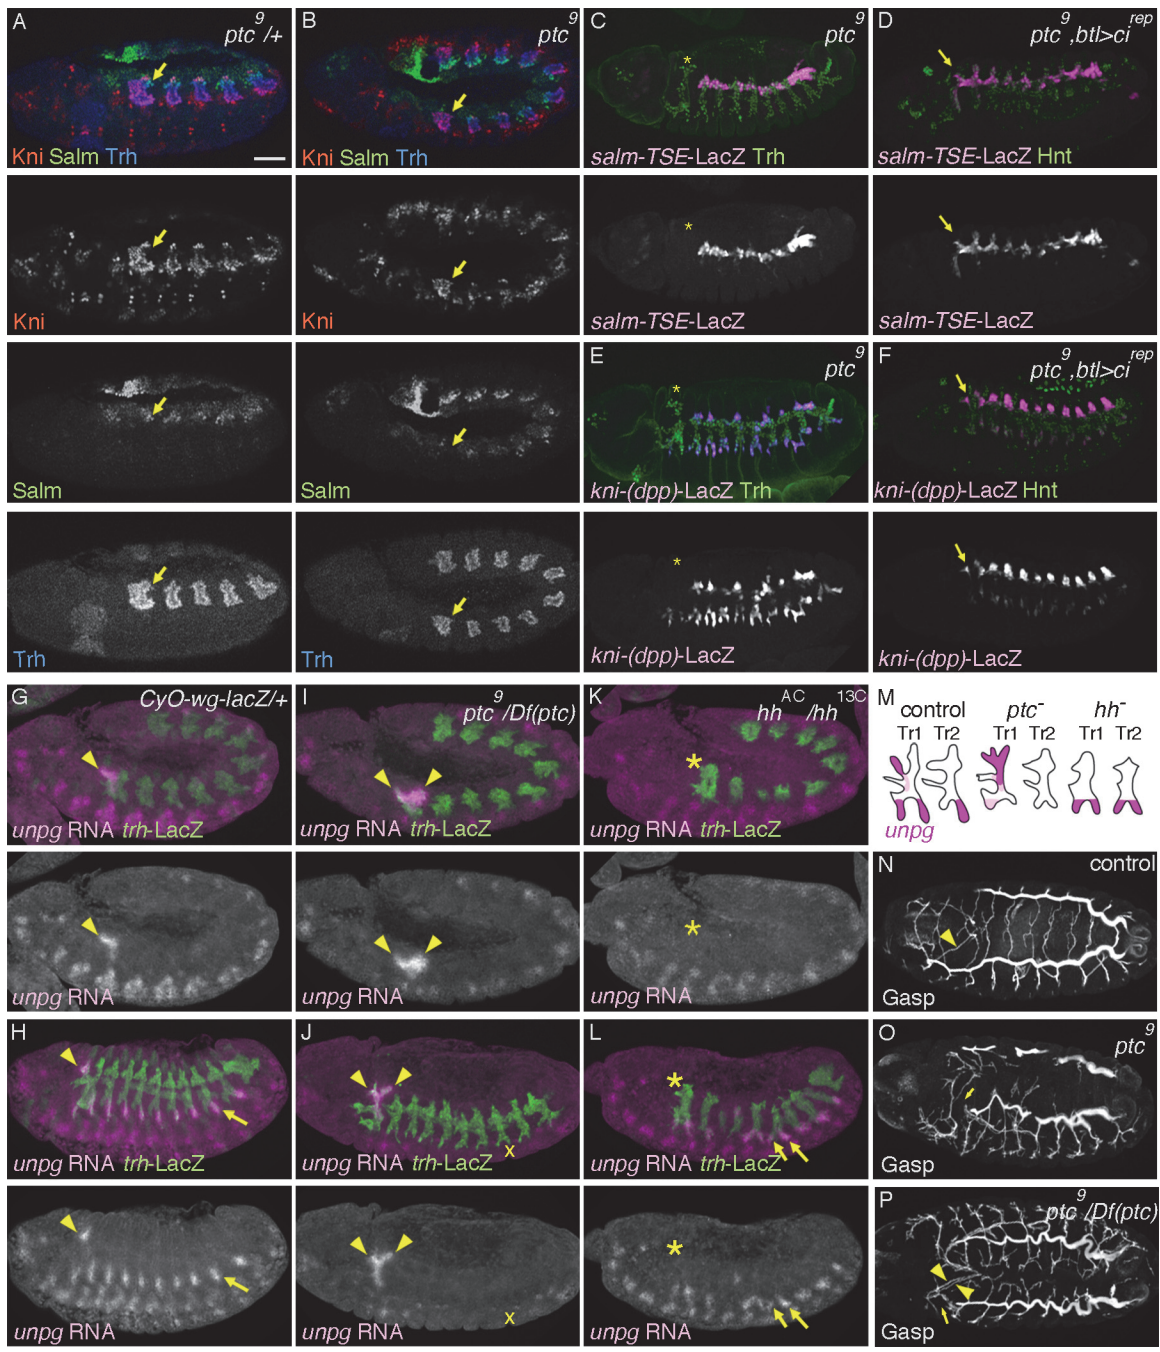 A
ptc9/+
Kni Salm Trh
Kni
Salm
Trh
B
ptc9
Kni Salm Trh
Kni
Salm
Trh
C
ptc9
*
salm-TSE-LacZ Trh
*
salm-TSE-LacZ
D
ptc9,btl>cirep
salm-TSE-LacZ Hnt
salm-TSE-LacZ
E
ptc9
*
kni-(dpp)-LacZ Trh
*
kni-(dpp)-LacZ
F
ptc9,btl>cirep
kni-(dpp)-LacZ Hnt
kni-(dpp)-LacZ
G
CyO-wg-lacZ/+
unpg RNA trh-LacZ
unpg RNA
H
unpg RNA trh-LacZ
unpg RNA
I
ptc9/Df(ptc)
unpg RNA trh-LacZ
unpg RNA
J
x
unpg RNA trh-LacZ
x
unpg RNA
K
hhAC/hh13C
*
unpg RNA trh-LacZ
*
unpg RNA
L
*
unpg RNA trh-LacZ
*
unpg RNA
M
control ptc- hh-
Tr1 Tr2 Tr1 Tr2 Tr1 Tr2
unpg
N
control
Gasp
O
ptc9
Gasp
P
ptc9/Df(ptc)
Gasp